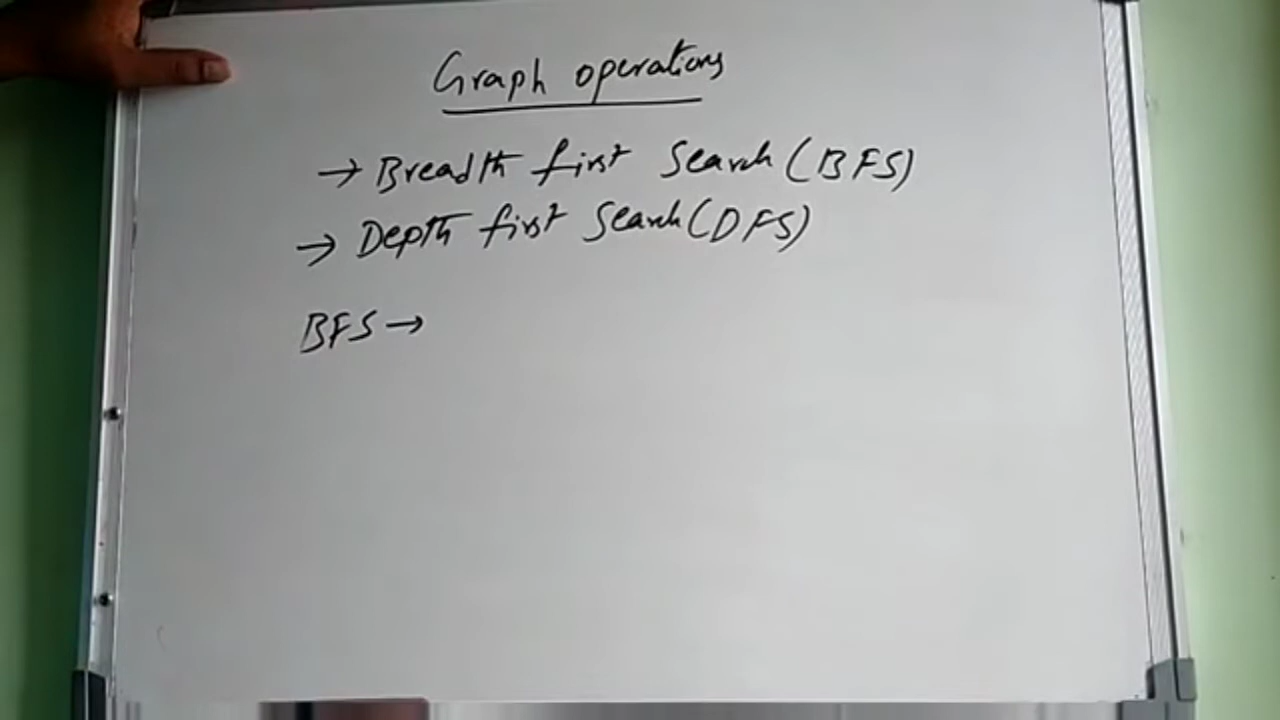 Graph operations
→ Breadth first Search (BFS)
→ Depth first Search (DFS)
BFS →